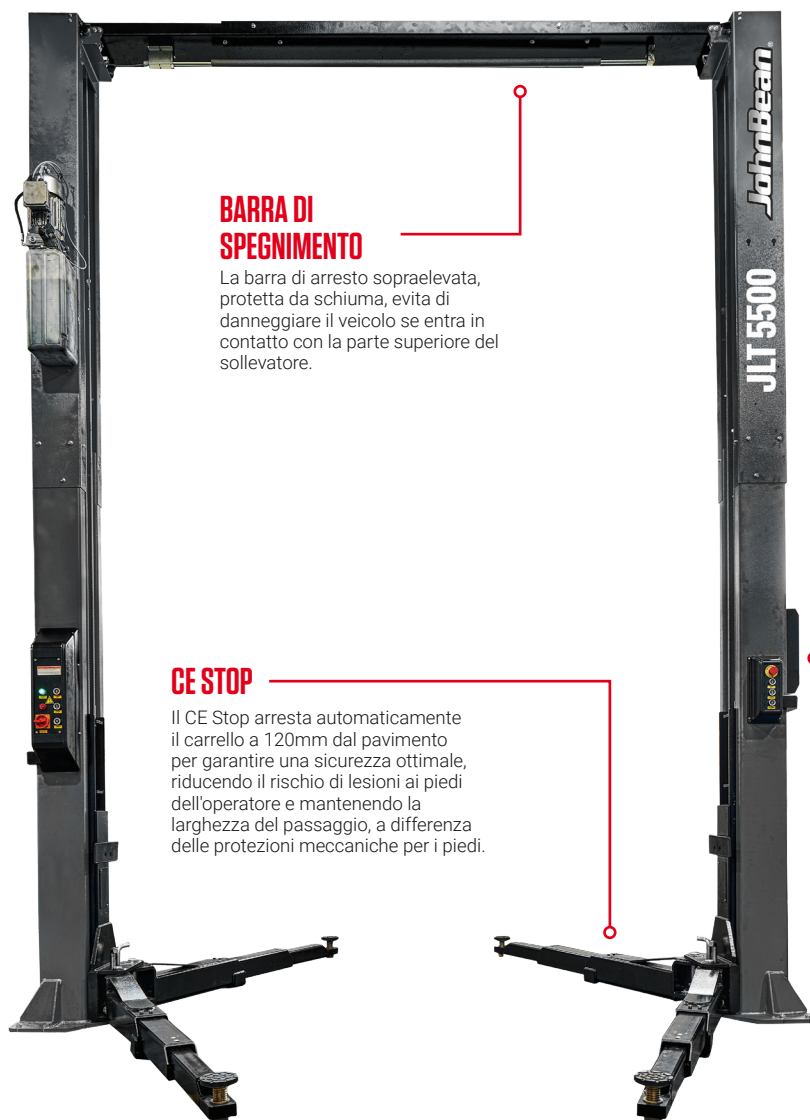 JohnBean
JLT 5500
BARRA DI
SPEGNIMENTO
La barra di arresto sopraelevata,
protetta da schiuma, evita di
danneggiare il veicolo se entra in
contatto con la parte superiore del
sollevatore.
CE STOP
Il CE Stop arresta automaticamente
il carrello a 120mm dal pavimento
per garantire una sicurezza ottimale,
riducendo il rischio di lesioni ai piedi
dell'operatore e mantenendo la
larghezza del passaggio, a differenza
delle protezioni meccaniche per i piedi.